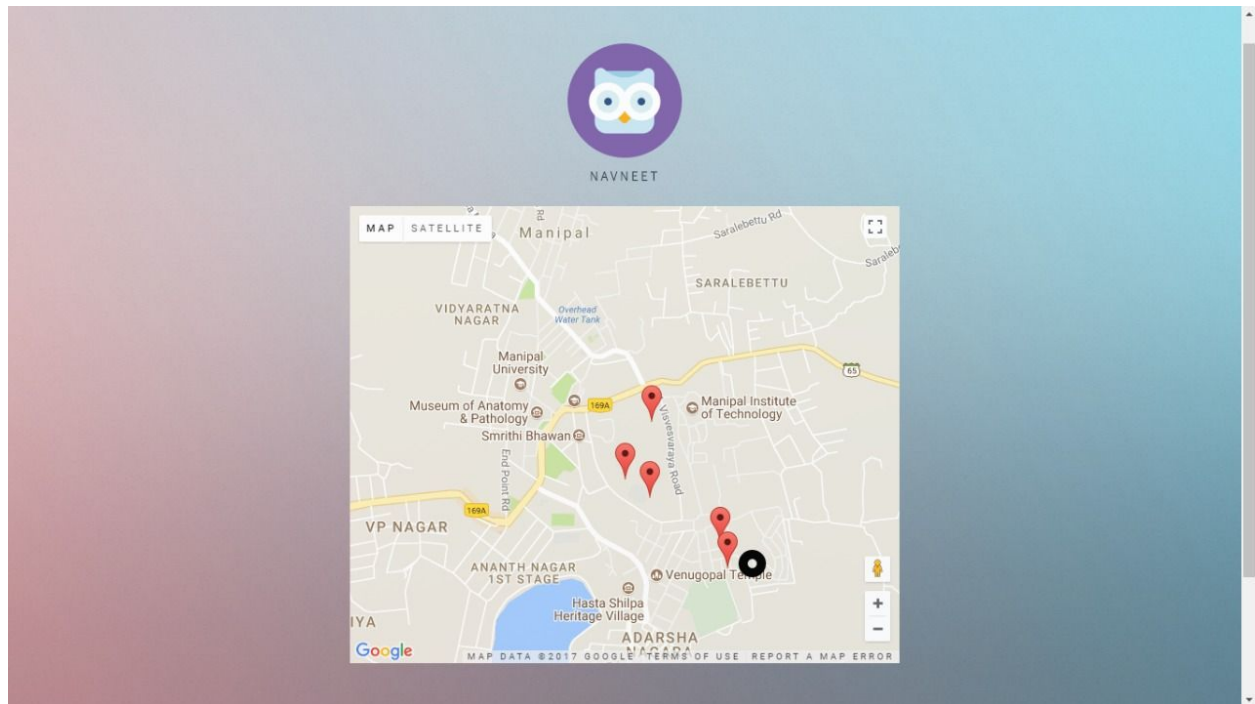 NAVNEET
MAP SATELLITE
Rd
Manipal
Saralebettu Rd
SARALEBETTU
VIDYARATNA
NAGAR
Overhead
Water Tank
Manipal
University
65
Museum of Anatomy
& Pathology
169A
Manipal Institute
of Technology
Smrithi Bhawan
Visvesvaraya Road
End Point Rd
169A
VP NAGAR
ANANTH NAGAR
1ST STAGE
Venugopal Temple
Hasta Shilpa
Heritage Village
IYA
ADARSHA
NAGARA
+
−
Google
MAP DATA ©2017 GOOGLE TERMS OF USE REPORT A MAP ERROR